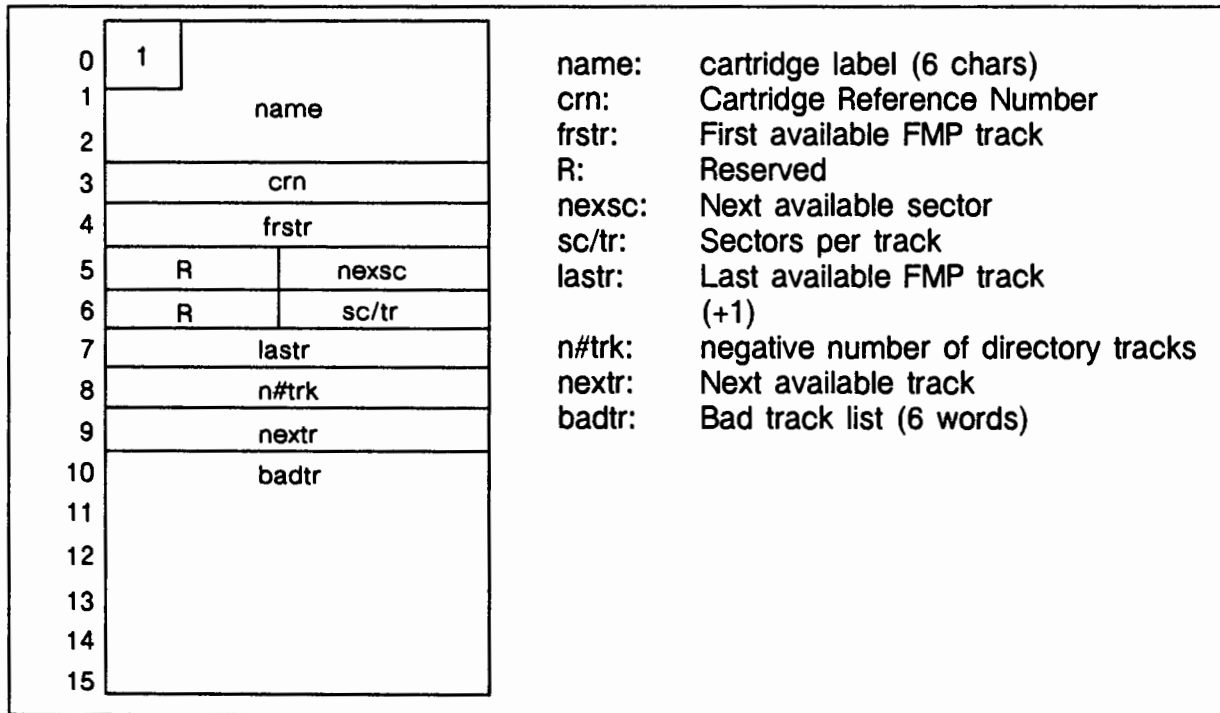 0 1
1 name
2
3 crn
4 frstr
5 R nexsc
6 R sc/tr
7 lastr
8 n#trk
9 nextr
10 badtr
11
12
13
14
15
name: cartridge label (6 chars)
crn: Cartridge Reference Number
frstr: First available FMP track
R: Reserved
nexsc: Next available sector
sc/tr: Sectors per track
lastr: Last available FMP track
(+1)
n#trk: negative number of directory tracks
nextr: Next available track
badtr: Bad track list (6 words)